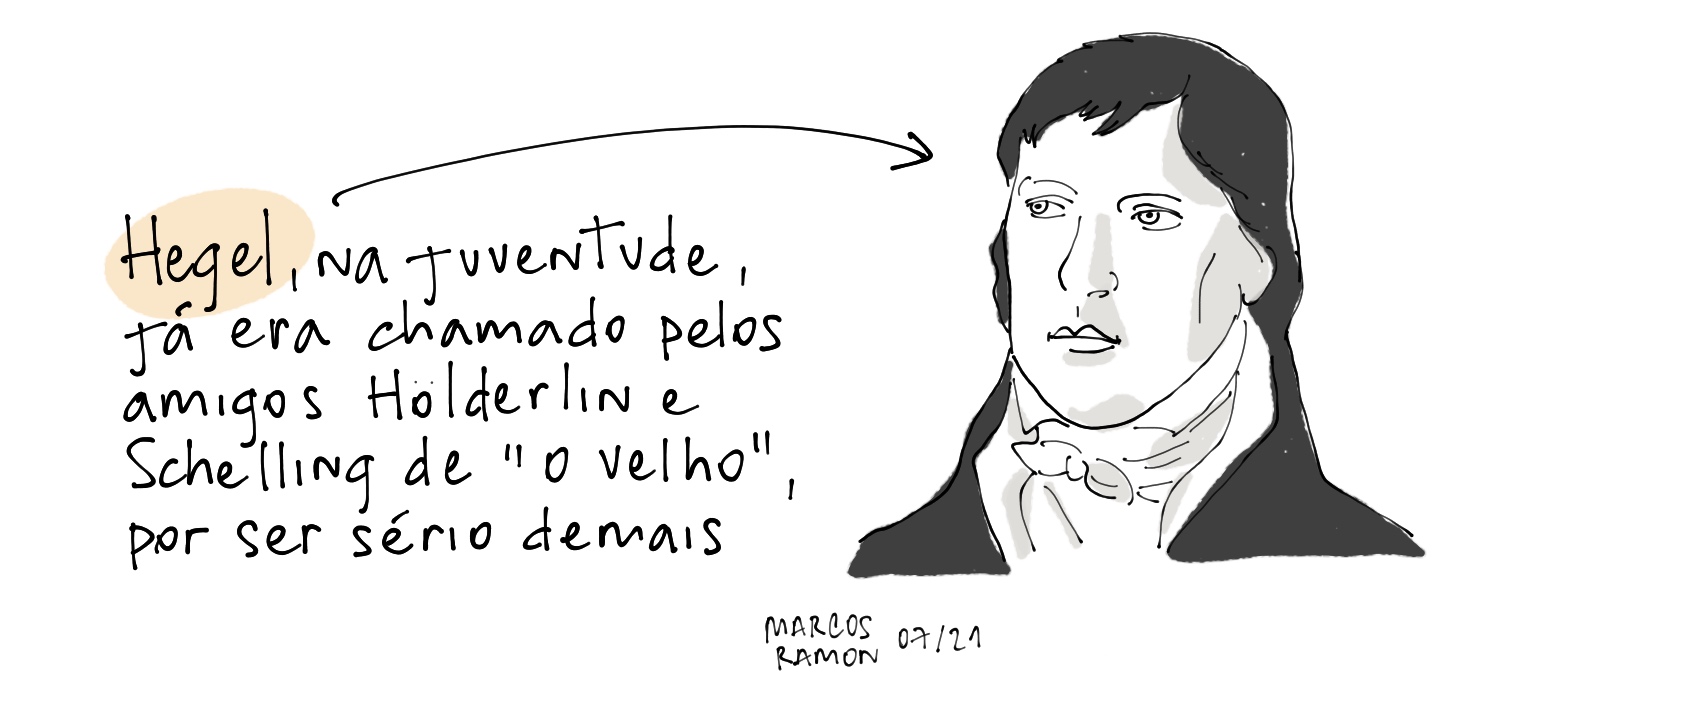 Hegel, na juventude,
já era chamado pelos
amigos Hölderlin e
Schelling de "o velho",
por ser sério demais
MARCOS
RAMON 07/21